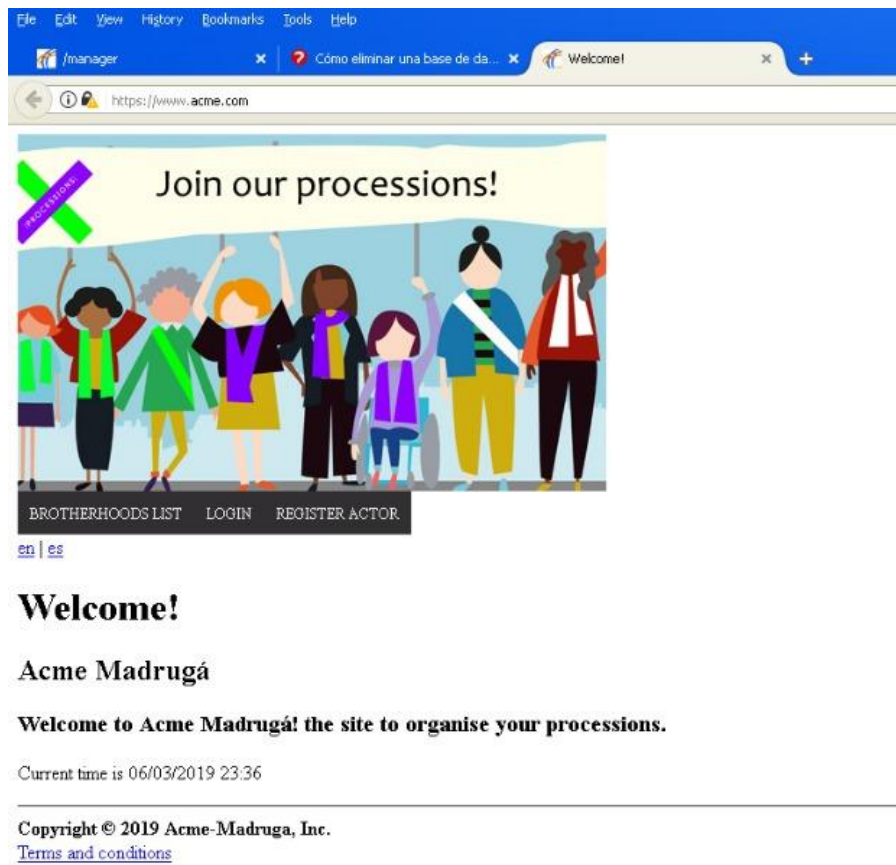 File Edit View History Bookmarks Tools Help
/manager Cómo eliminar una base de da... Welcome!
https://www.acme.com
Join our processions!
¡PROCESSIONS!
BROTHERHOODS LIST LOGIN REGISTER ACTOR
en | es
Welcome!
Acme Madrugá
Welcome to Acme Madrugá! the site to organise your processions.
Current time is 06/03/2019 23:36
Copyright © 2019 Acme-Madruga, Inc.
Terms and conditions